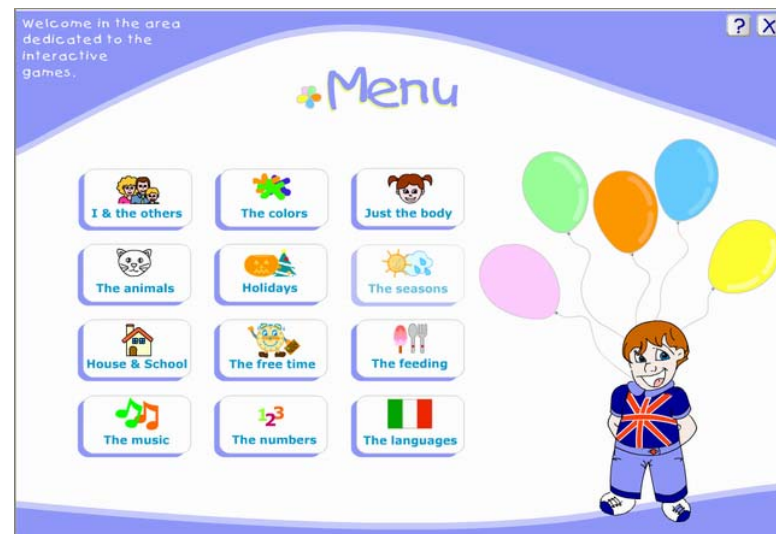 Welcome in the area
dedicated to the
interactive
games.
? X
Menu
I & the others
The colors
Just the body
The animals
Holidays
The seasons
House & School
The free time
The feeding
The music
123
The numbers
The languages